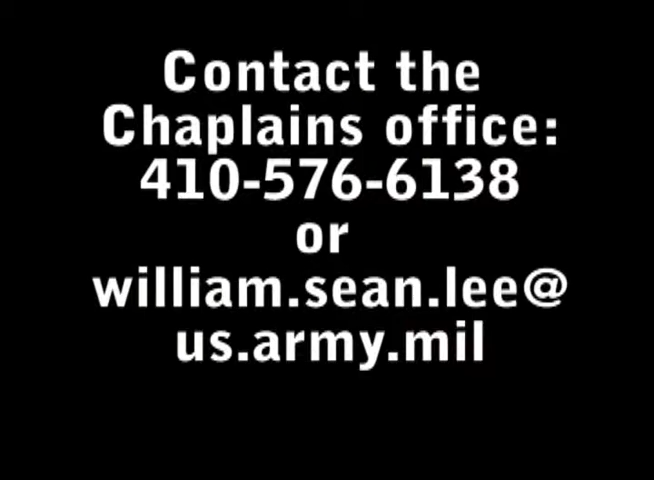 Contact the
Chaplains office:
410-576-6138
or
william.sean.lee@
us.army.mil